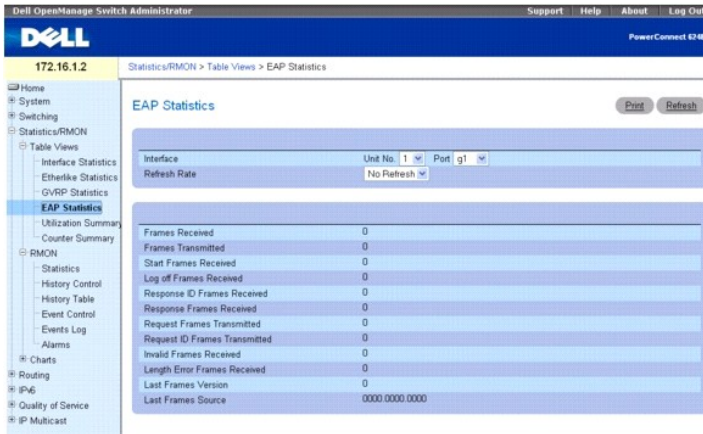 Dell OpenManage Switch Administrator
Support Help About Log Out
DELL
PowerConnect 6248
172.16.1.2
Statistics/RMON > Table Views > EAP Statistics
Home
System
Switching
Statistics/RMON
Table Views
Interface Statistics
Etherlike Statistics
GVRP Statistics
EAP Statistics
Utilization Summary
Counter Summary
RMON
Statistics
History Control
History Table
Event Control
Events Log
Alarms
Charts
Routing
IPv6
Quality of Service
IP Multicast
EAP Statistics
Print Refresh
Interface Unit No. 1 Port g1
Refresh Rate No Refresh
Frames Received 0
Frames Transmitted 0
Start Frames Received 0
Log off Frames Received 0
Response ID Frames Received 0
Response Frames Received 0
Request Frames Transmitted 0
Request ID Frames Transmitted 0
Invalid Frames Received 0
Length Error Frames Received 0
Last Frames Version 0
Last Frames Source 0000.0000.0000